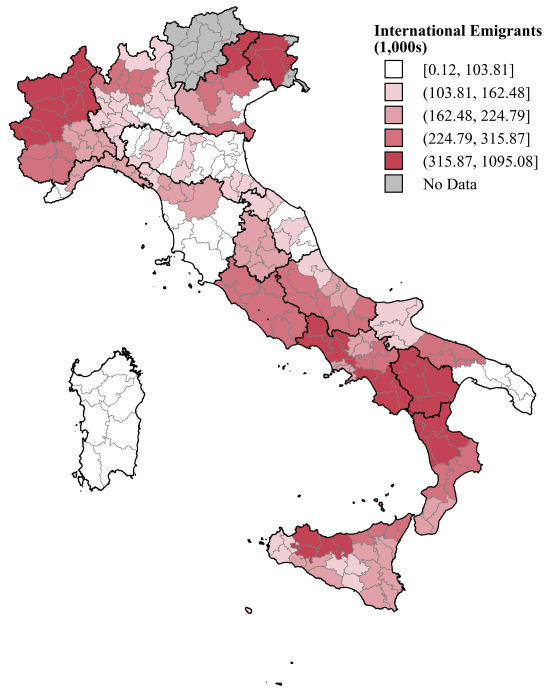 International Emigrants
(1,000s)
[0.12, 103.81]
(103.81, 162.48]
(162.48, 224.79]
(224.79, 315.87]
(315.87, 1095.08]
No Data